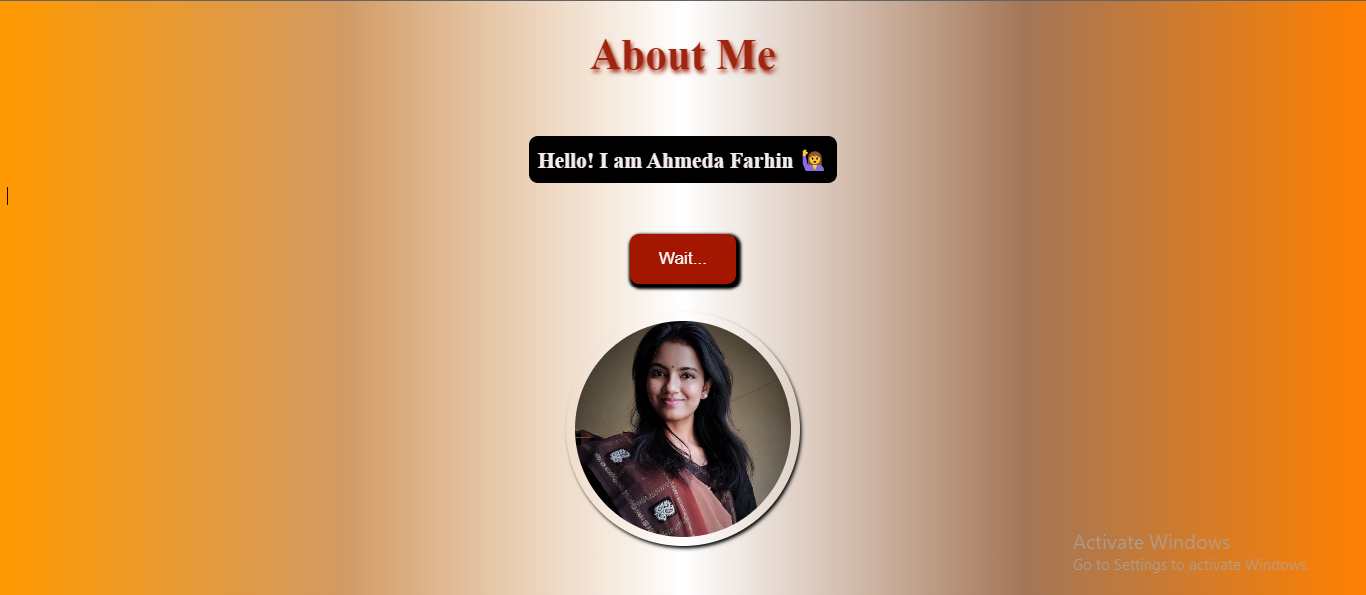 About Me
Hello! I am Ahmeda Farhin 🙋‍♀️
Wait...
Activate Windows
Go to Settings to activate Windows.